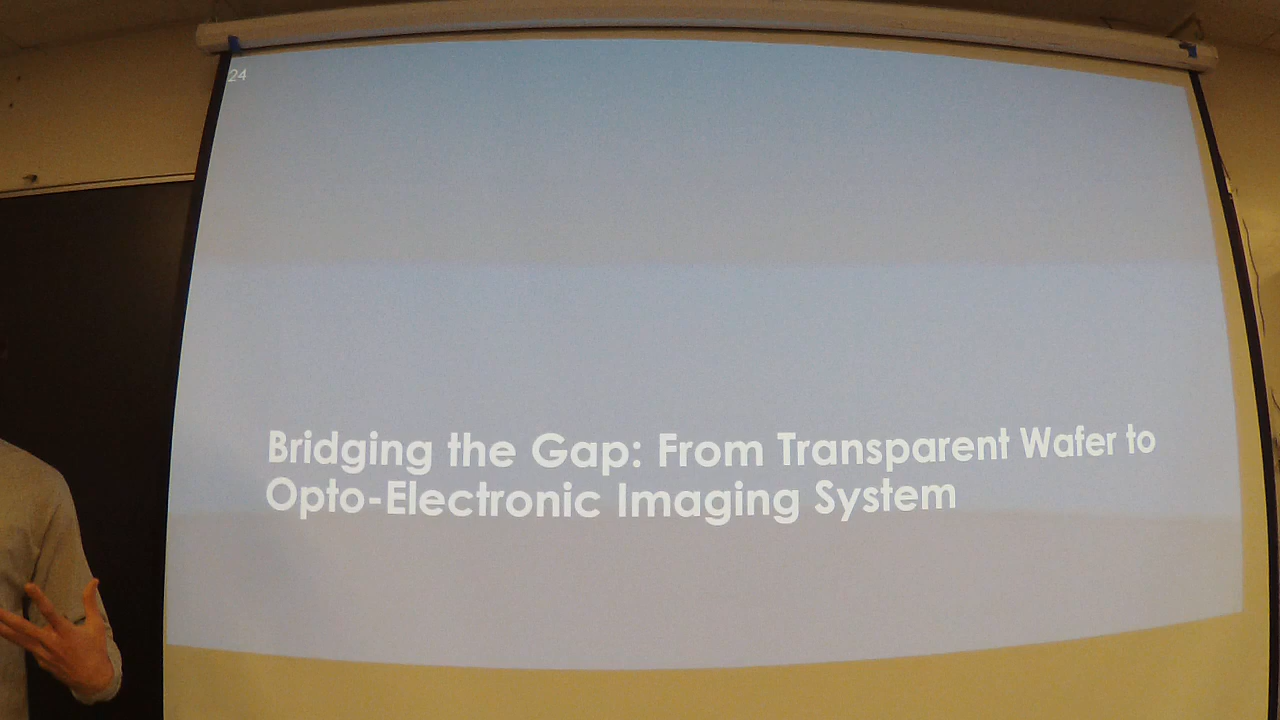 24
Bridging the Gap: From Transparent Wafer to
Opto-Electronic Imaging System